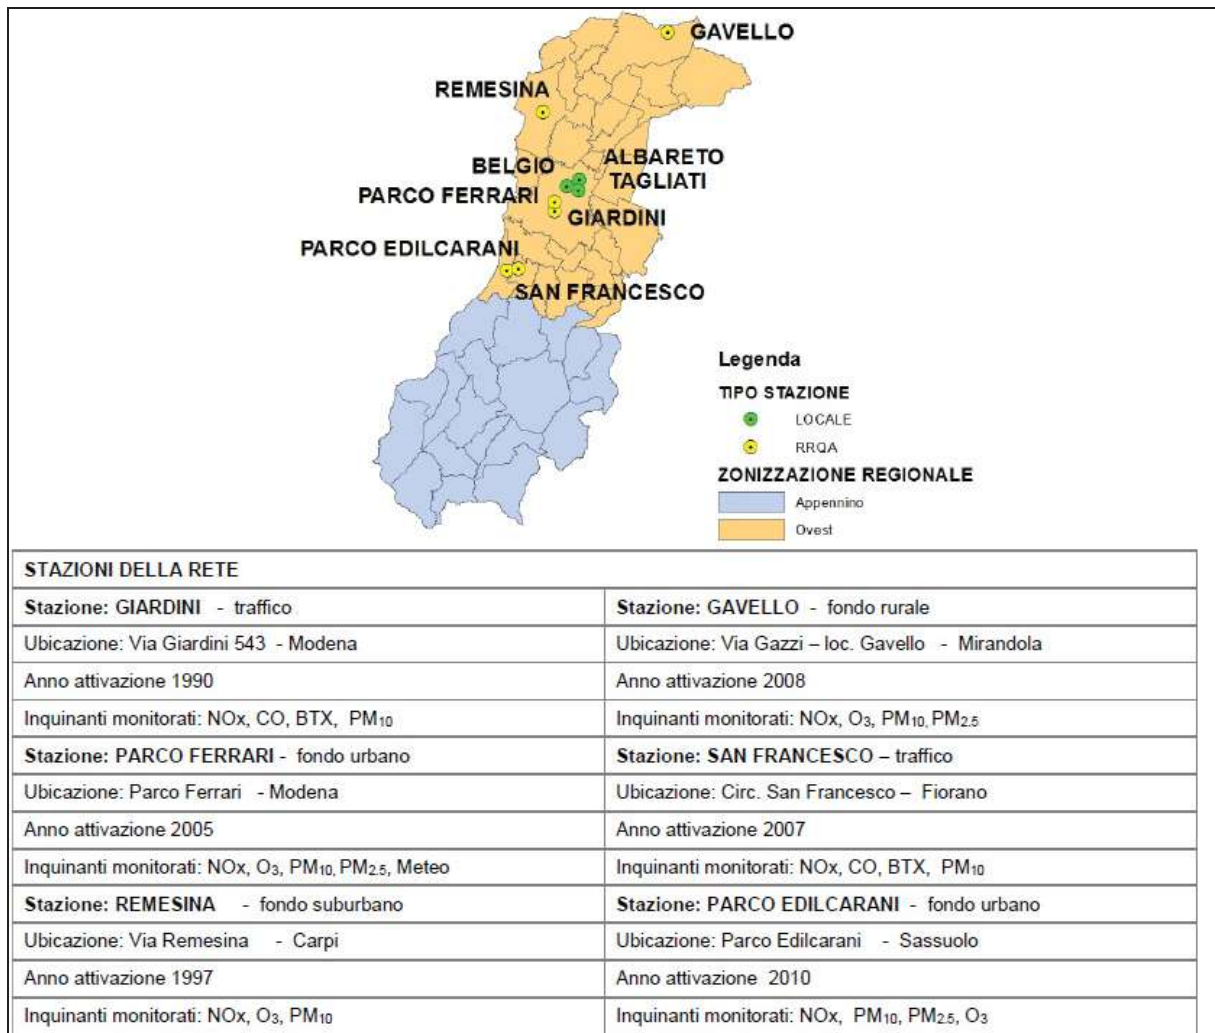 GAVELLO
REMESINA
BELGIO
ALBARETO
TAGLIATI
PARCO FERRARI
GIARDINI
PARCO EDILCARANI
SAN FRANCESCO
Legenda
TIPO STAZIONE
LOCALE
RRQA
ZONIZZAZIONE REGIONALE
Appennino
Ovest
STAZIONI DELLA RETE
Stazione: GIARDINI - traffico
Stazione: GAVELLO - fondo rurale
Ubicazione: Via Giardini 543 - Modena
Ubicazione: Via Gazzi – loc. Gavello - Mirandola
Anno attivazione 1990
Anno attivazione 2008
Inquinanti monitorati: NOx, CO, BTX, PM10
Inquinanti monitorati: NOx, O3, PM10, PM2.5
Stazione: PARCO FERRARI - fondo urbano
Stazione: SAN FRANCESCO – traffico
Ubicazione: Parco Ferrari - Modena
Ubicazione: Circ. San Francesco – Fiorano
Anno attivazione 2005
Anno attivazione 2007
Inquinanti monitorati: NOx, O3, PM10, PM2.5, Meteo
Inquinanti monitorati: NOx, CO, BTX, PM10
Stazione: REMESINA - fondo suburbano
Stazione: PARCO EDILCARANI - fondo urbano
Ubicazione: Via Remesina - Carpi
Ubicazione: Parco Edilcarani - Sassuolo
Anno attivazione 1997
Anno attivazione 2010
Inquinanti monitorati: NOx, O3, PM10
Inquinanti monitorati: NOx, PM10, PM2.5, O3